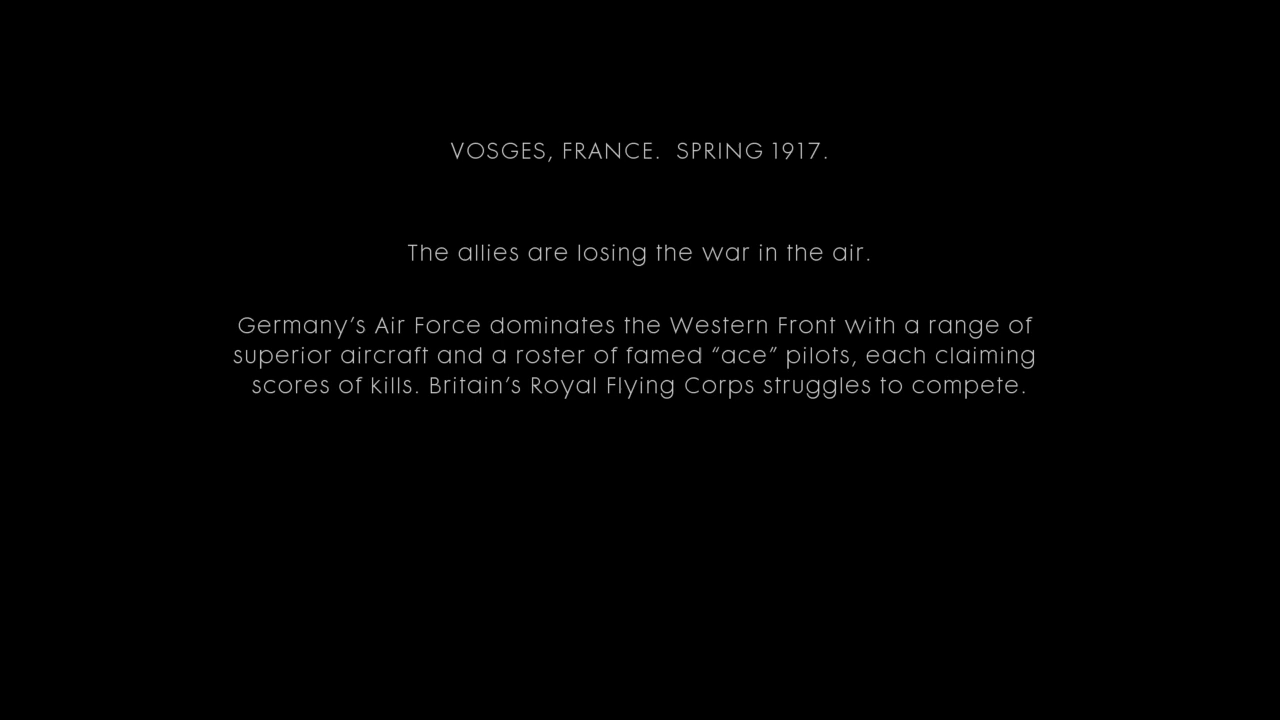 VOSGES, FRANCE. SPRING 1917.
The allies are losing the war in the air.
Germany’s Air Force dominates the Western Front with a range of
superior aircraft and a roster of famed “ace” pilots, each claiming
scores of kills. Britain’s Royal Flying Corps struggles to compete.